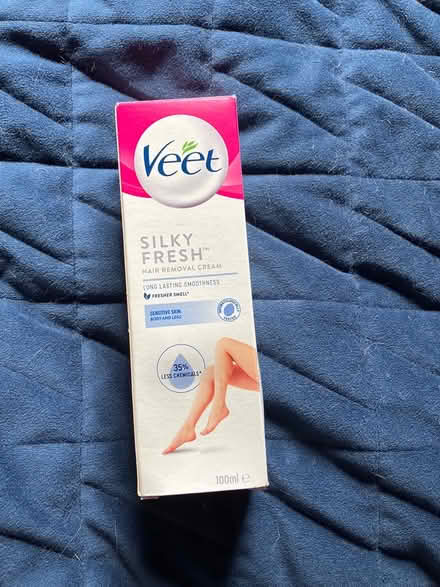 Veet
SILKY
FRESH™
HAIR REMOVAL CREAM
LONG LASTING SMOOTHNESS
FRESHER SMELL*
SENSITIVE SKIN
BODY AND LEGS
35%
LESS CHEMICALS*
100ml e